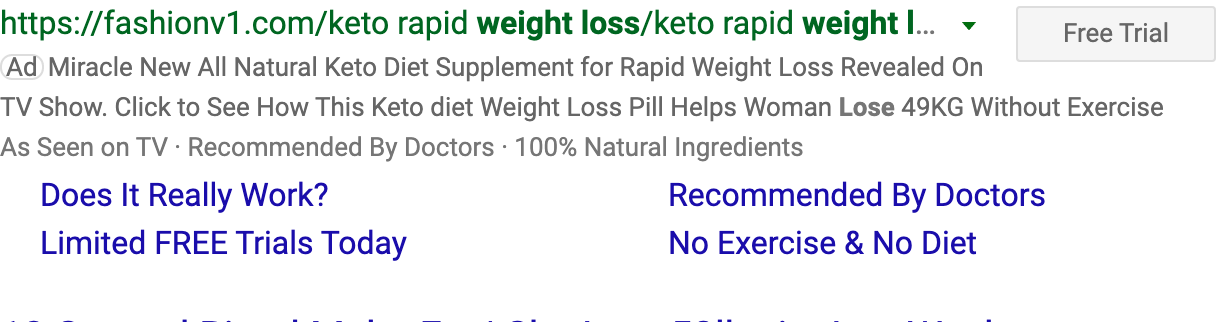 https://fashionv1.com/keto rapid weight loss/keto rapid weight l...
Free Trial
Ad Miracle New All Natural Keto Diet Supplement for Rapid Weight Loss Revealed On
TV Show. Click to See How This Keto diet Weight Loss Pill Helps Woman Lose 49KG Without Exercise
As Seen on TV · Recommended By Doctors · 100% Natural Ingredients
Does It Really Work?
Recommended By Doctors
Limited FREE Trials Today
No Exercise & No Diet